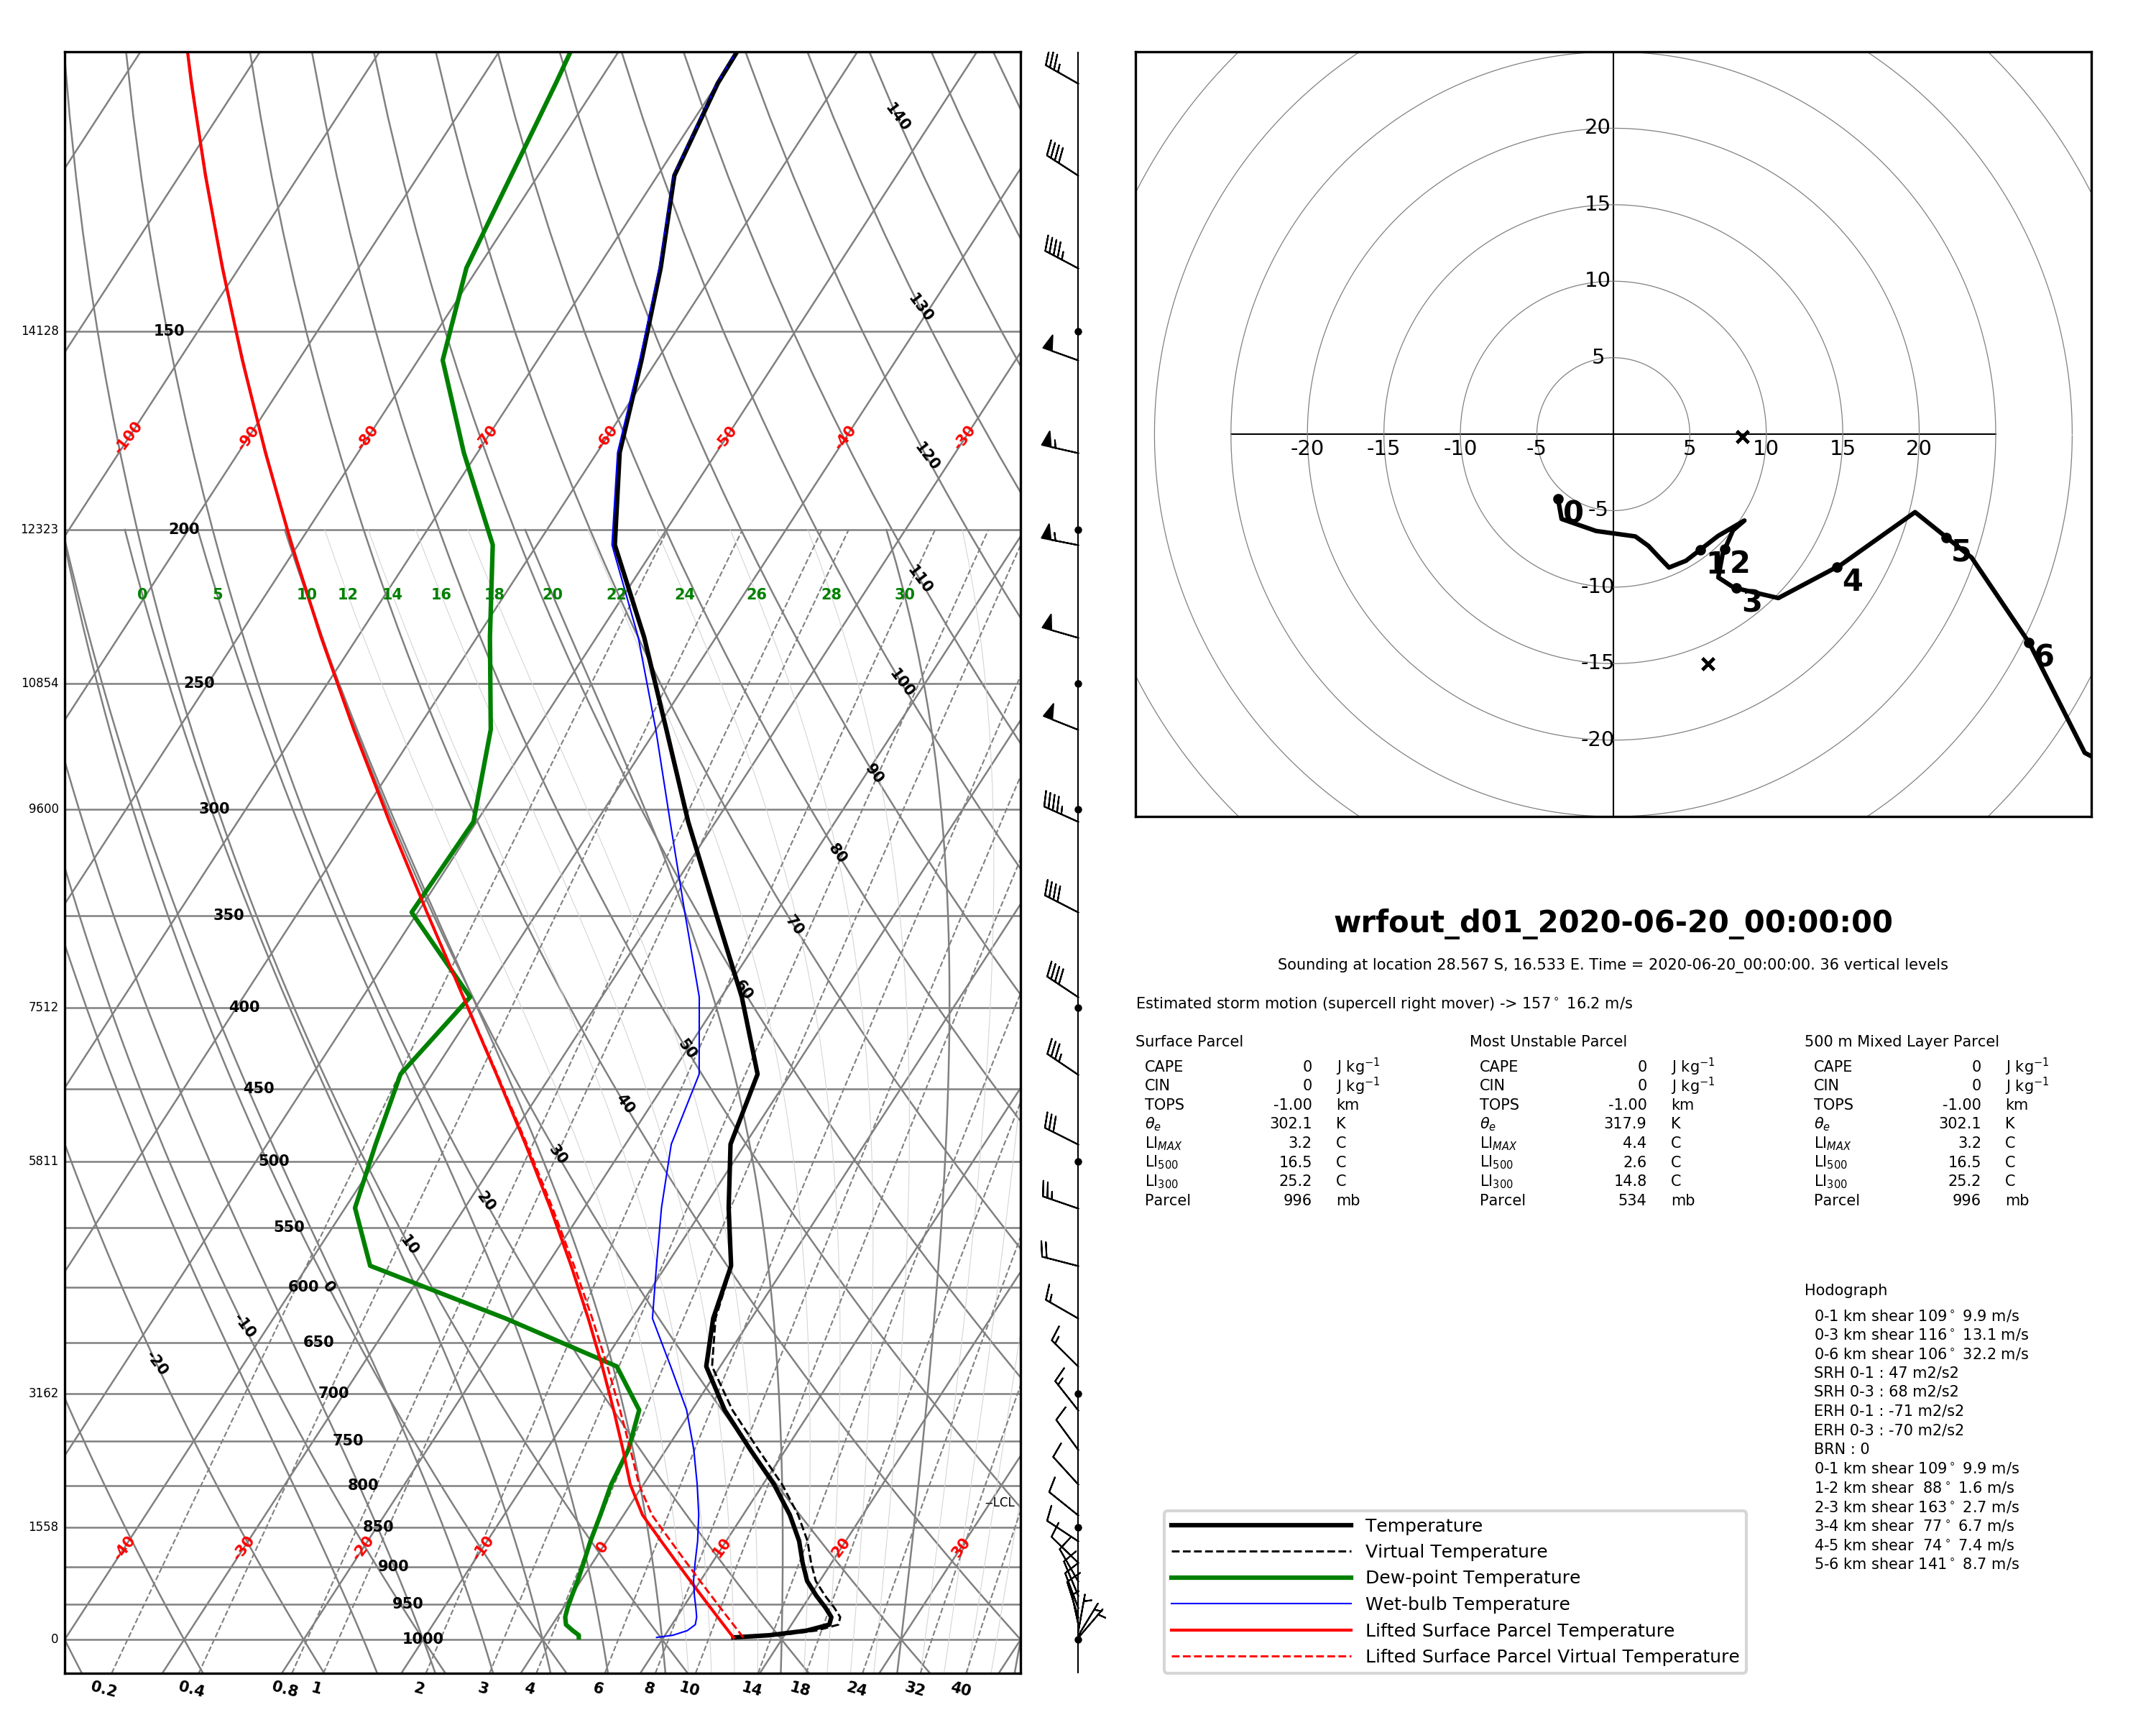 140
130
14128 150
-100 -90 -80 -70 -60 -50 -40 -30
120
12323 200
110
0 5 10 12 14 16 18 20 22 24 26 28 30
10854 250
100
90
9600 300
80
350
70
60
7512 400
50
450
40
5811 500
30
20
550
10
600 0
-10
650
-20
3162 700
750
800
--LCL
1558 850
-40 -30 -20 -10 0 10 20 30
900
950
0 1000
0.2 0.4 0.8 1 2 3 4 6 8 10 14 18 24 32 40
20
15
10
5
-20 -15 -10 -5 5 10 15 20
-5
-10
-15
-20
0 1 2 3 4 5 6
wrfout_d01_2020-06-20_00:00:00
Sounding at location 28.567 S, 16.533 E. Time = 2020-06-20_00:00:00. 36 vertical levels
Estimated storm motion (supercell right mover) -> 157° 16.2 m/s
Surface Parcel
CAPE 0 J kg⁻¹
CIN 0 J kg⁻¹
TOPS -1.00 km
θe 302.1 K
LIMAX 3.2 C
LI500 16.5 C
LI300 25.2 C
Parcel 996 mb
Most Unstable Parcel
CAPE 0 J kg⁻¹
CIN 0 J kg⁻¹
TOPS -1.00 km
θe 317.9 K
LIMAX 4.4 C
LI500 2.6 C
LI300 14.8 C
Parcel 534 mb
500 m Mixed Layer Parcel
CAPE 0 J kg⁻¹
CIN 0 J kg⁻¹
TOPS -1.00 km
θe 302.1 K
LIMAX 3.2 C
LI500 16.5 C
LI300 25.2 C
Parcel 996 mb
Hodograph
0-1 km shear 109° 9.9 m/s
0-3 km shear 116° 13.1 m/s
0-6 km shear 106° 32.2 m/s
SRH 0-1 : 47 m2/s2
SRH 0-3 : 68 m2/s2
ERH 0-1 : -71 m2/s2
ERH 0-3 : -70 m2/s2
BRN : 0
0-1 km shear 109° 9.9 m/s
1-2 km shear 88° 1.6 m/s
2-3 km shear 163° 2.7 m/s
3-4 km shear 77° 6.7 m/s
4-5 km shear 74° 7.4 m/s
5-6 km shear 141° 8.7 m/s
Temperature
Virtual Temperature
Dew-point Temperature
Wet-bulb Temperature
Lifted Surface Parcel Temperature
Lifted Surface Parcel Virtual Temperature